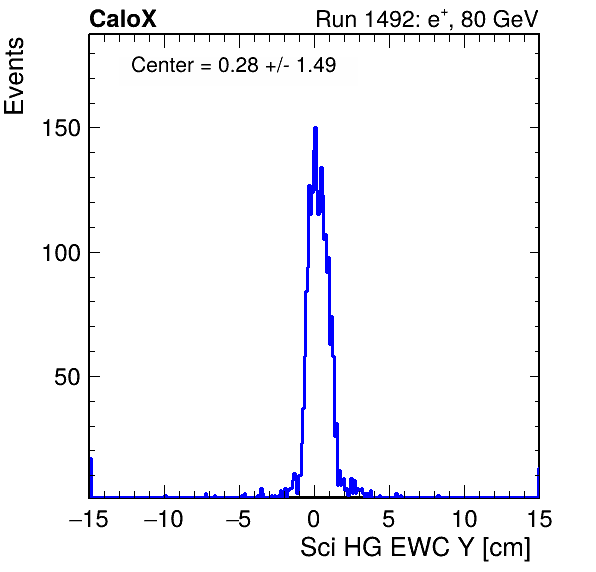 CaloX Run 1492: e⁺, 80 GeV
Events
Center = 0.28 +/- 1.49
150
100
50
−15 −10 −5 0 5 10 15
Sci HG EWC Y [cm]